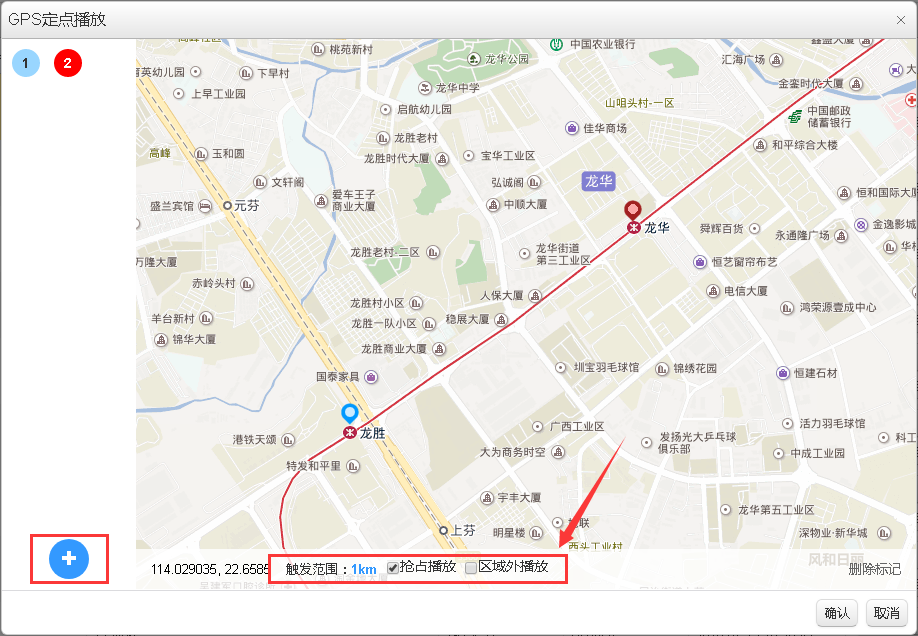 GPS定点播放
1
2
桃苑新村
中国农业银行
汇海广场
育英幼儿园
下早村
龙华公园
金銮时代大厦
上早工业园
龙华中学
启航幼儿园
山咀头村-一区
中国邮政
储蓄银行
龙胜老村
佳华商场
高峰
玉和圆
龙胜时代大厦
宝华工业区
和平综合大楼
文轩阁
弘诚阁
龙华
爱车王子
商业大厦
恒和国际大
盛兰宾馆
元芬
中顺大厦
龙华
舜辉百货
金逸影城
永通隆广场
龙胜老村-二区
龙华街道
第三工业区
万隆大厦
恒艺窗帘布艺
赤岭头村
人保大厦
电信大厦
龙胜村小区
鸿荣源壹成中心
羊台新村
龙胜一队小区
稳展大厦
锦华大厦
龙胜商业大厦
圳宝羽毛球馆
锦绣花园
国泰家具
恒建石材
龙胜
广西工业区
活力羽毛球馆
港铁天颂
发扬光大乒乓球
俱乐部
科工
大为商务时空
中成工业园
特发和平里
宇丰大厦
龙华第五工业区
上芬
明星楼
深物业·新华城
西头工业村
风和日丽
114.029035, 22.6585
触发范围：1km
抢占播放
区域外播放
删除标记
确认
取消